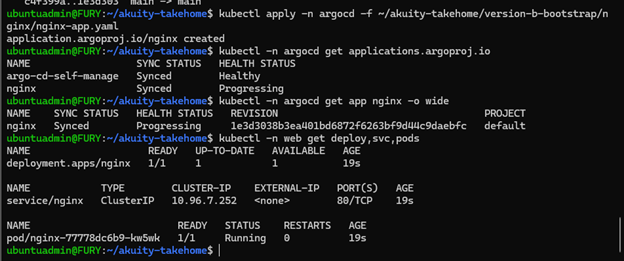 c4f399a..1e3d303  main -> main
ubuntuadmin@FURY:~/akuity-takehome$ kubectl apply -n argocd -f ~/akuity-takehome/version-b-bootstrap/n
ginx/nginx-app.yaml
application.argoproj.io/nginx created
ubuntuadmin@FURY:~/akuity-takehome$ kubectl -n argocd get applications.argoproj.io
NAME                  SYNC STATUS   HEALTH STATUS
argo-cd-self-manage   Synced        Healthy
nginx                 Synced        Progressing
ubuntuadmin@FURY:~/akuity-takehome$ kubectl -n argocd get app nginx -o wide
NAME    SYNC STATUS   HEALTH STATUS   REVISION                                   PROJECT
nginx   Synced        Progressing     1e3d3038b3ea401bd6872f6263bf9d44c9daebfc   default
ubuntuadmin@FURY:~/akuity-takehome$ kubectl -n web get deploy,svc,pods
NAME                    READY   UP-TO-DATE   AVAILABLE   AGE
deployment.apps/nginx   1/1     1            1           19s
NAME            TYPE        CLUSTER-IP    EXTERNAL-IP   PORT(S)   AGE
service/nginx   ClusterIP   10.96.7.252   <none>        80/TCP    19s
NAME                         READY   STATUS    RESTARTS   AGE
pod/nginx-77778dc6b9-kw5wk   1/1     Running   0          19s
ubuntuadmin@FURY:~/akuity-takehome$